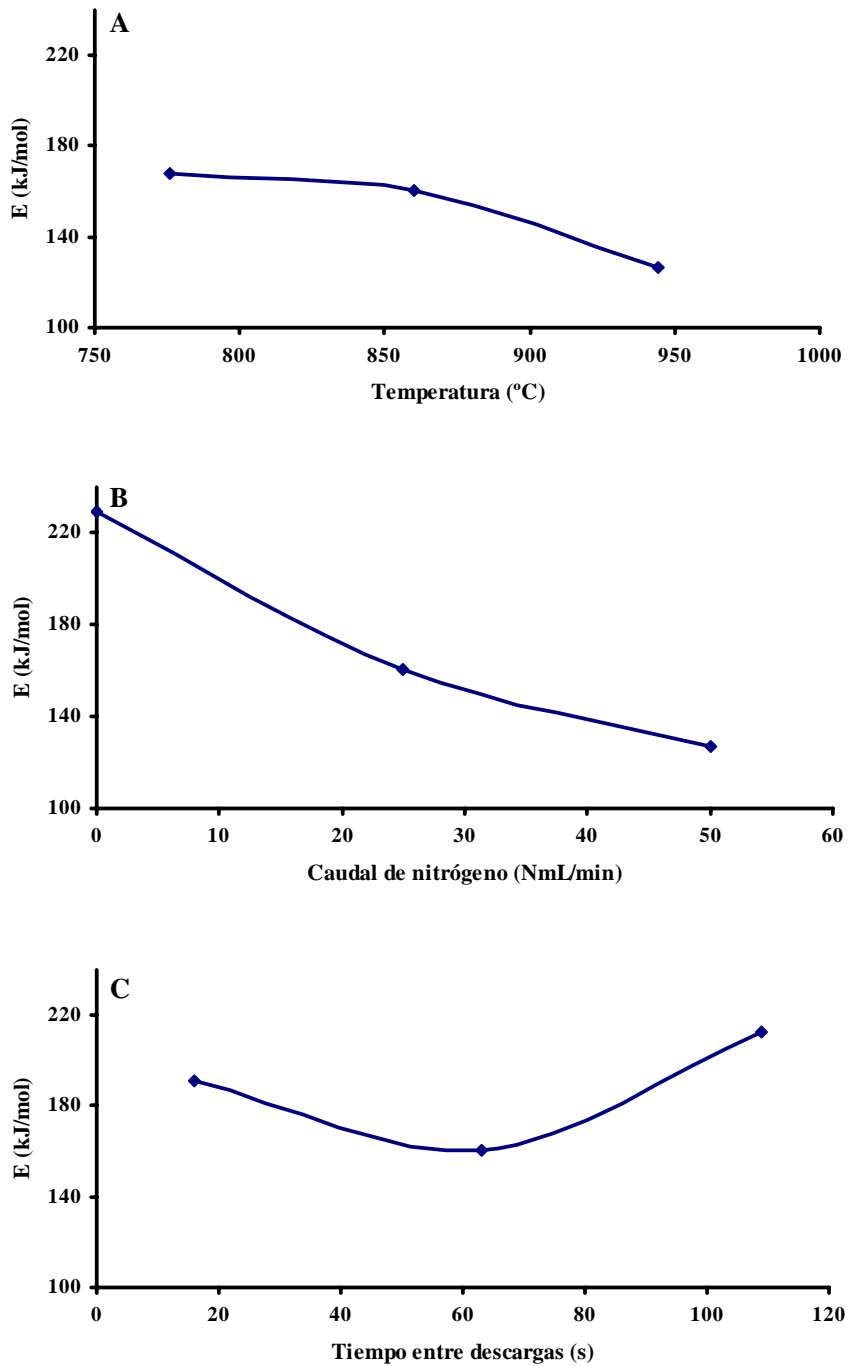 A
220
180
140
100
E (kJ/mol)
750 800 850 900 950 1000
Temperatura (ºC)
B
220
180
140
100
E (kJ/mol)
0 10 20 30 40 50 60
Caudal de nitrógeno (NmL/min)
C
220
180
140
100
E (kJ/mol)
0 20 40 60 80 100 120
Tiempo entre descargas (s)